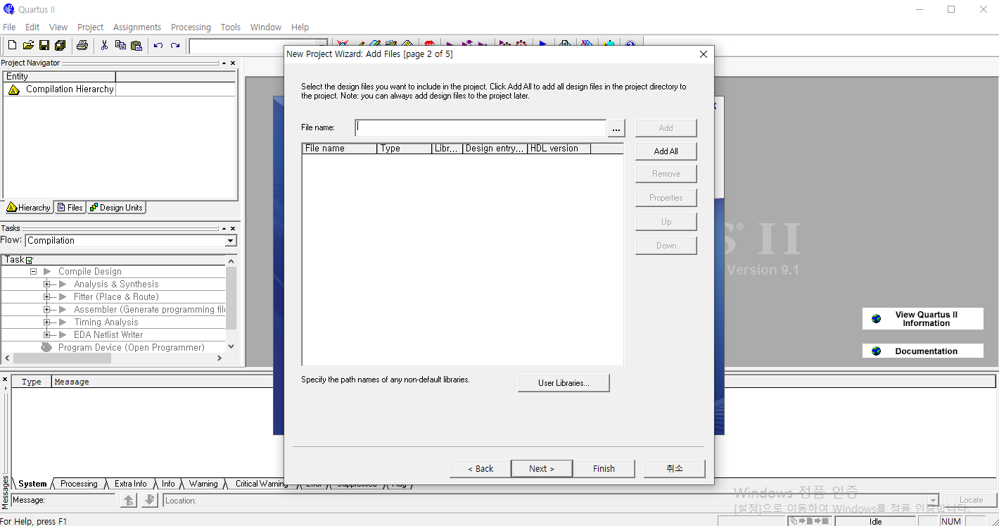 Quartus II
File Edit View Project Assignments Processing Tools Window Help
Project Navigator
Entity
Compilation Hierarchy
Hierarchy Files Design Units
Tasks
Flow: Compilation
Task
Compile Design
Analysis & Synthesis
Fitter (Place & Route)
Assembler (Generate programming fil
Timing Analysis
EDA Netlist Writer
Program Device (Open Programmer)
New Project Wizard: Add Files [page 2 of 5]
Select the design files you want to include in the project. Click Add All to add all design files in the project directory to
the project. Note: you can always add design files to the project later.
File name: ... Add
File name Type Libr... Design entry... HDL version
Add All
Remove
Properties
Up
Down
Specify the path names of any non-default libraries. User Libraries...
< Back Next > Finish 취소
S® II
Version 9.1
View Quartus II
Information
Documentation
Type Message
System Processing Extra Info Info Warning Critical Warning
Messages
Message: Location: Locate
Windows 정품 인증
[설정]으로 이동하여 Windows를 정품 인증합니다.
For Help, press F1 Idle NUM